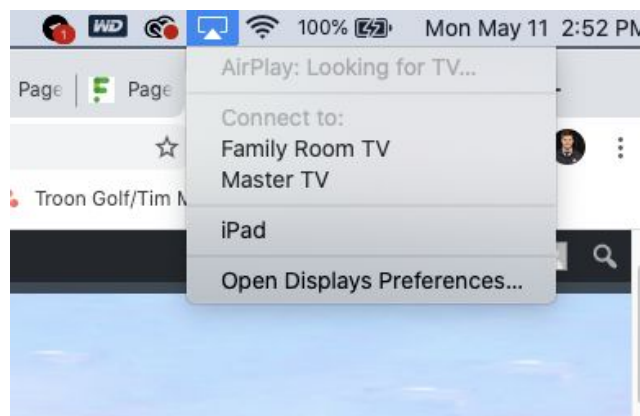 1
WD
100%
Mon May 11 2:52 PM
Page
Page
AirPlay: Looking for TV...
Connect to:
Family Room TV
Master TV
iPad
Open Displays Preferences...
Troon Golf/Tim M